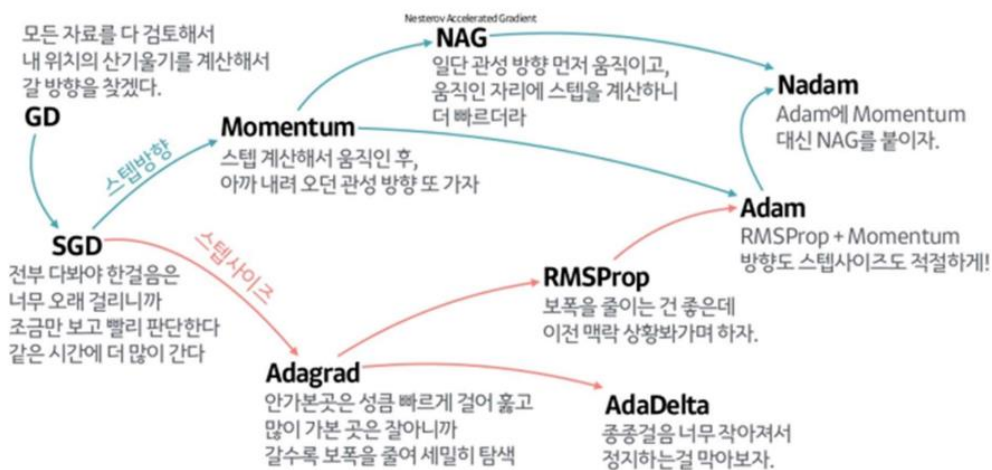 모든 자료를 다 검토해서
내 위치의 산기울기를 계산해서
갈 방향을 찾겠다.
GD
스텝방향
Momentum
스텝 계산해서 움직인 후,
아까 내려 오던 관성 방향 또 가자
Nesterov Accelerated Gradient
NAG
일단 관성 방향 먼저 움직이고,
움직인 자리에 스텝을 계산하니
더 빠르더라
Nadam
Adam에 Momentum
대신 NAG를 붙이자.
SGD
전부 다봐야 한걸음은
너무 오래 걸리니까
조금만 보고 빨리 판단한다
같은 시간에 더 많이 간다
스텝사이즈
Adagrad
안가본곳은 성큼 빠르게 걸어 훑고
많이 가본 곳은 잘아니까
갈수록 보폭을 줄여 세밀히 탐색
RMSProp
보폭을 줄이는 건 좋은데
이전 맥락 상황봐가며 하자.
Adam
RMSProp + Momentum
방향도 스텝사이즈도 적절하게!
AdaDelta
종종걸음 너무 작아져서
정지하는걸 막아보자.